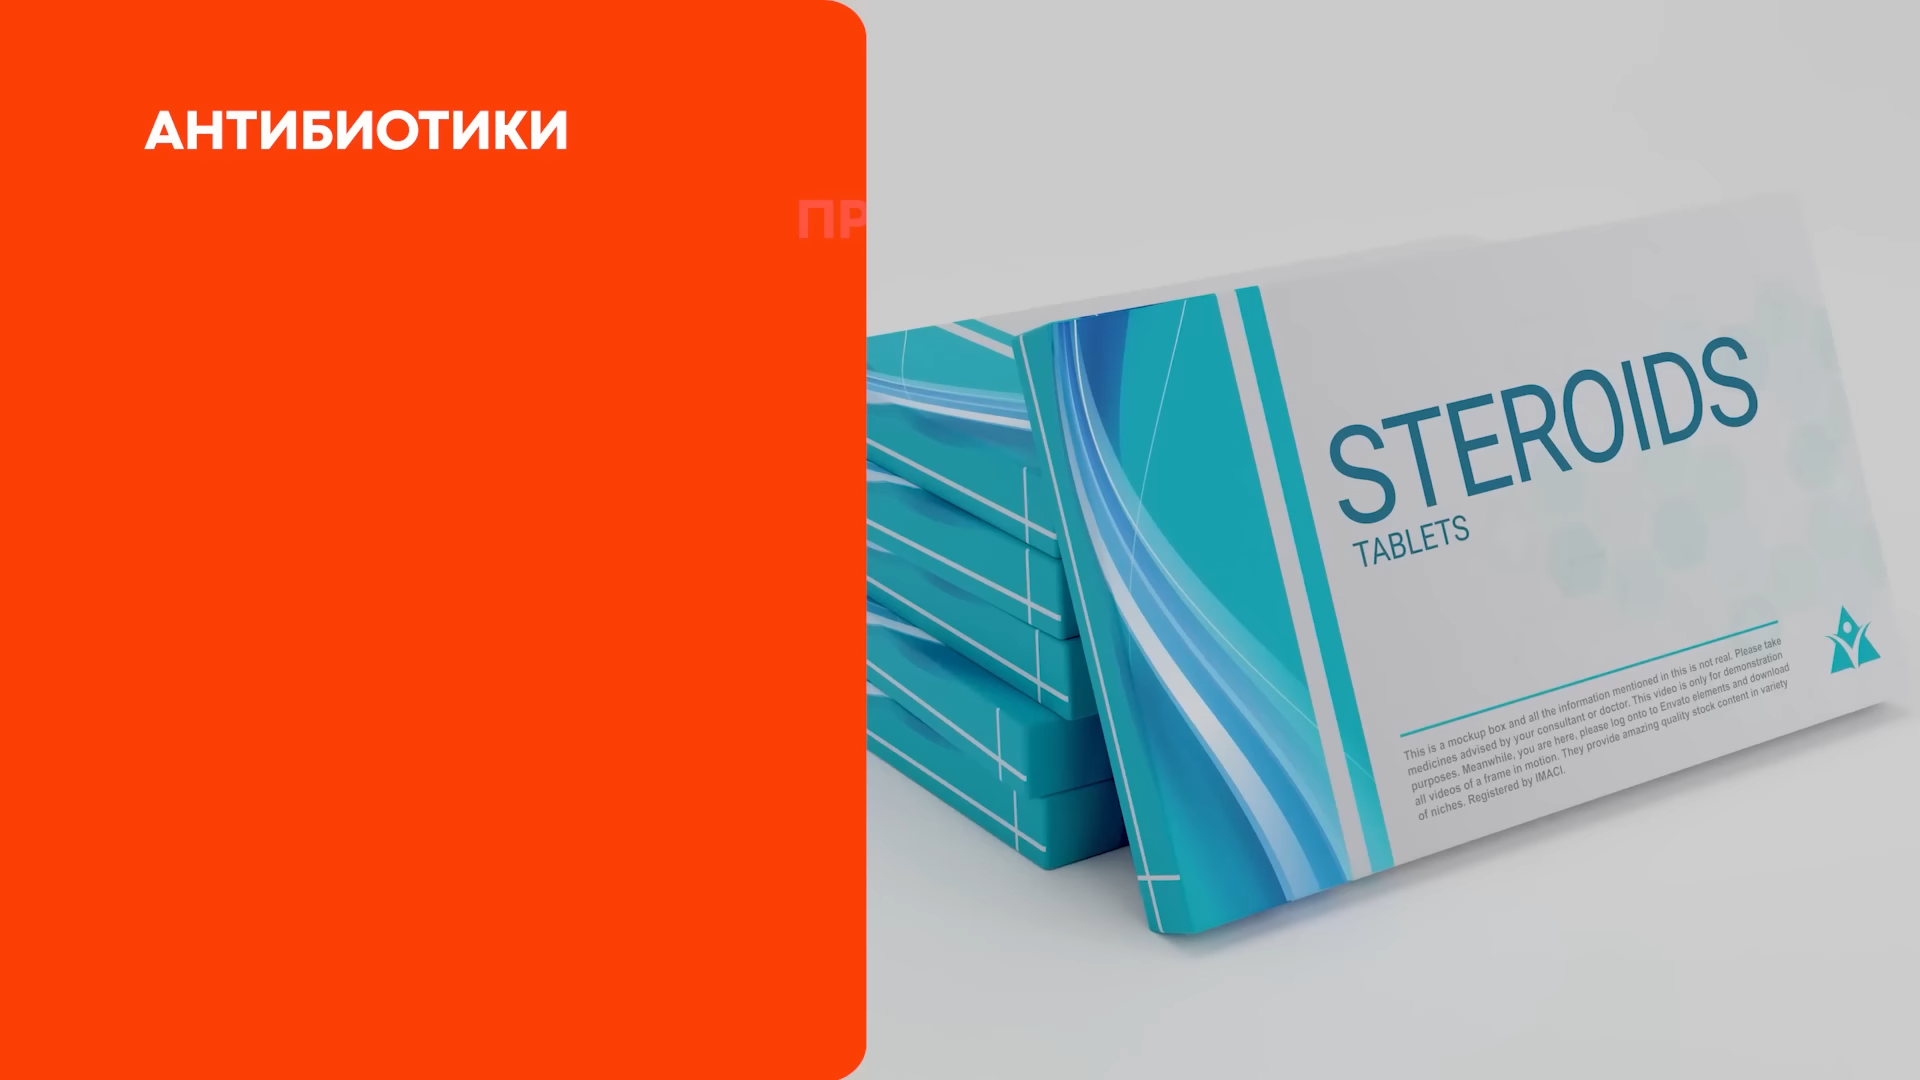 АНТИБИОТИКИ
ПР
STEROIDS
TABLETS
This is a mockup box and all the information mentioned in this is not real. Please take
medicines advised by your consultant or doctor. This video is only for demonstration
purposes. Meanwhile, you are here, please log onto to Envato elements and download
all videos of a frame in motion. They provide amazing quality stock content in variety
of niches. Registered by IMACI.